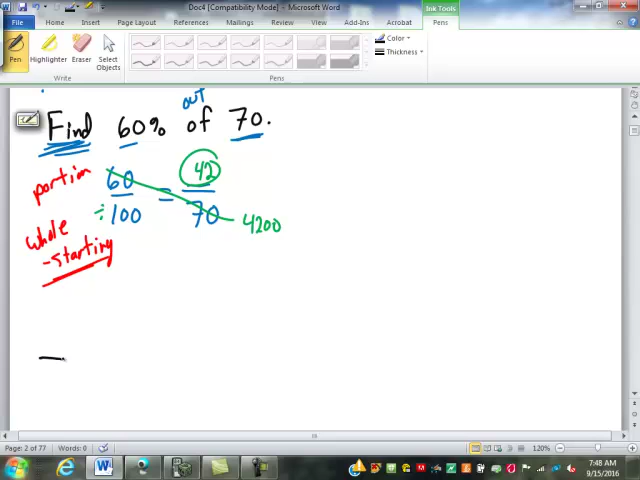 Doc4 [Compatibility Mode] - Microsoft Word
Ink Tools
File Home Insert Page Layout References Mailings Review View Add-Ins Acrobat Pens
Pen Highlighter Eraser Select Objects
Color
Thickness
Write Pens
out
Find 60% of 70.
portion 60 = 42
÷ 100 70 4200
whole
-starting
Page: 2 of 77 Words: 0 120%
7:48 AM
9/15/2016